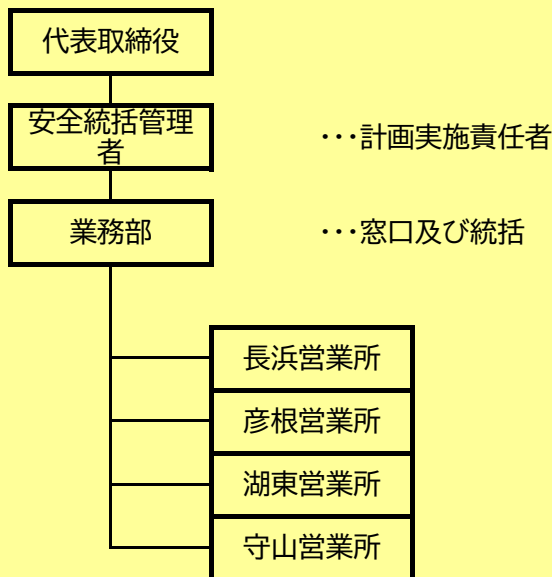 代表取締役
安全統括管理
者
･･･計画実施責任者
業務部
･･･窓口及び統括
長浜営業所
彦根営業所
湖東営業所
守山営業所